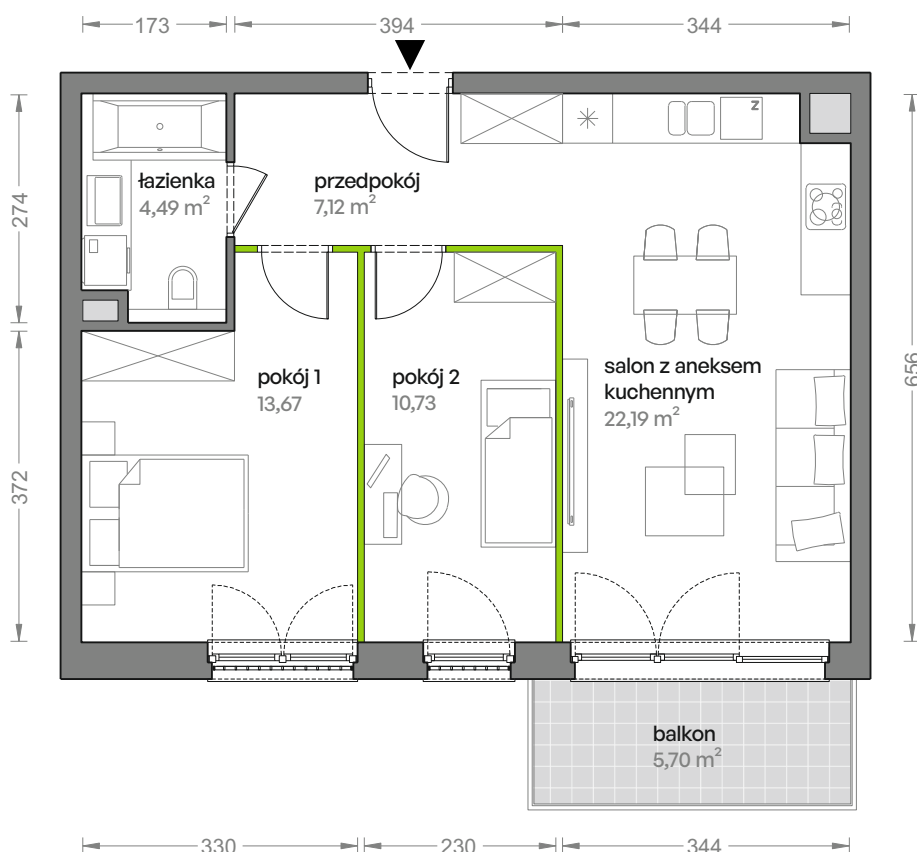 173
394
344
274
372
656
łazienka
4,49 m²
przedpokój
7,12 m²
Z
pokój 1
13,67
pokój 2
10,73
salon z aneksem
kuchennym
22,19 m²
balkon
5,70 m²
330
230
344